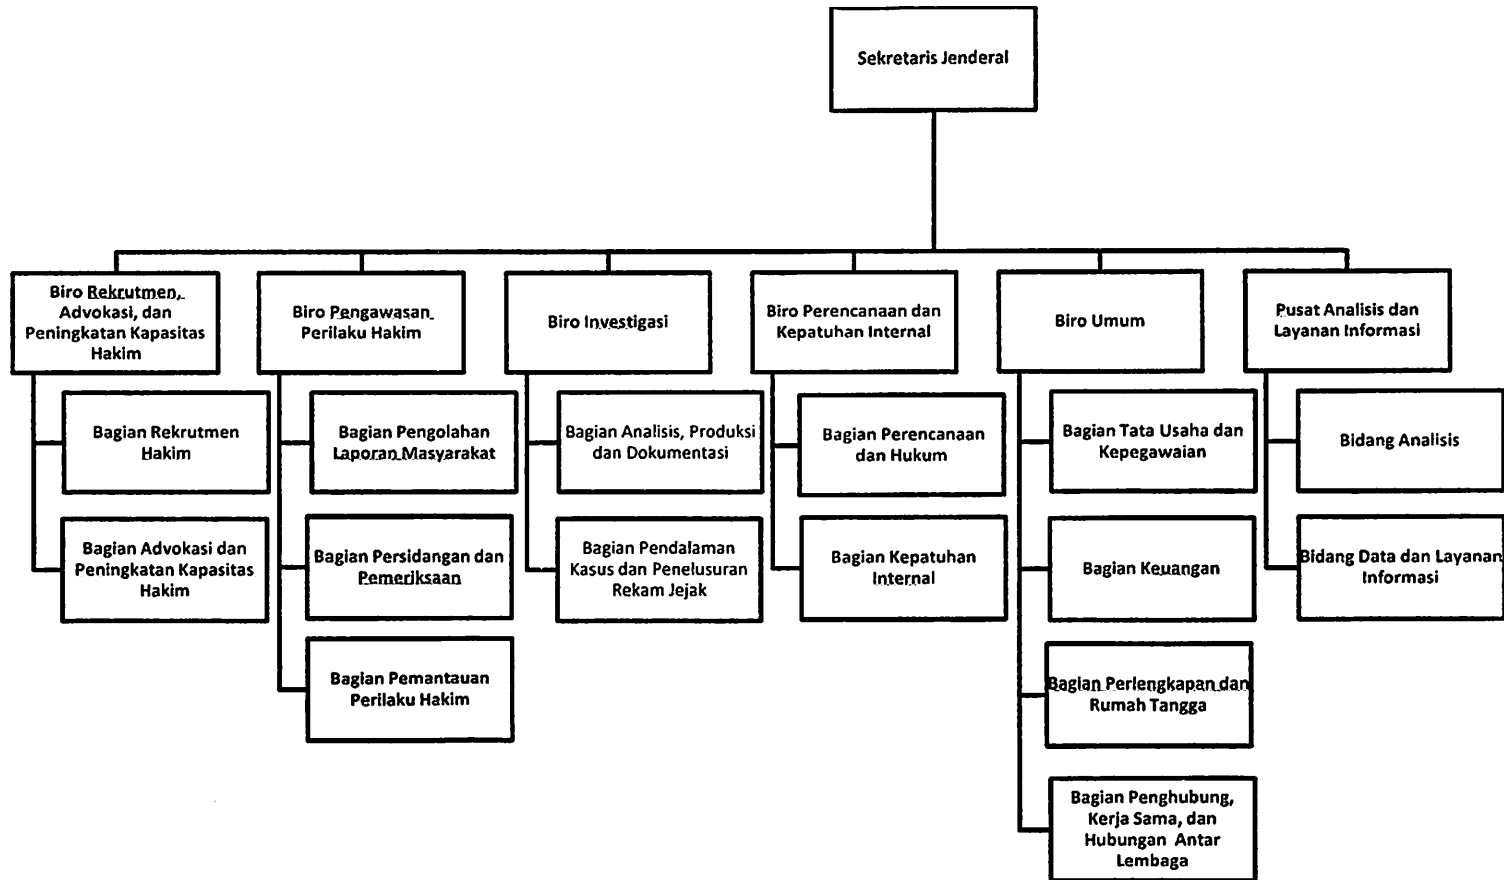 Sekretaris Jenderal
Biro Rekrutmen,
Advokasi, dan
Peningkatan Kapasitas
Hakim
Biro Pengawasan
Perilaku Hakim
Biro Investigasi
Biro Perencanaan dan
Kepatuhan Internal
Biro Umum
Pusat Analisis dan
Layanan Informasi
Bagian Rekrutmen
Hakim
Bagian Advokasi dan
Peningkatan Kapasitas
Hakim
Bagian Pengolahan
Laporan Masyarakat
Bagian Persidangan dan
Pemeriksaan
Bagian Pemantauan
Perilaku Hakim
Bagian Analisis, Produksi
dan Dokumentasi
Bagian Pendalaman
Kasus dan Penelusuran
Rekam Jejak
Bagian Perencanaan
dan Hukum
Bagian Kepatuhan
Internal
Bagian Tata Usaha dan
Kepegawaian
Bagian Keuangan
Bagian Perlengkapan dan
Rumah Tangga
Bagian Penghubung,
Kerja Sama, dan
Hubungan Antar
Lembaga
Bidang Analisis
Bidang Data dan Layanan
Informasi